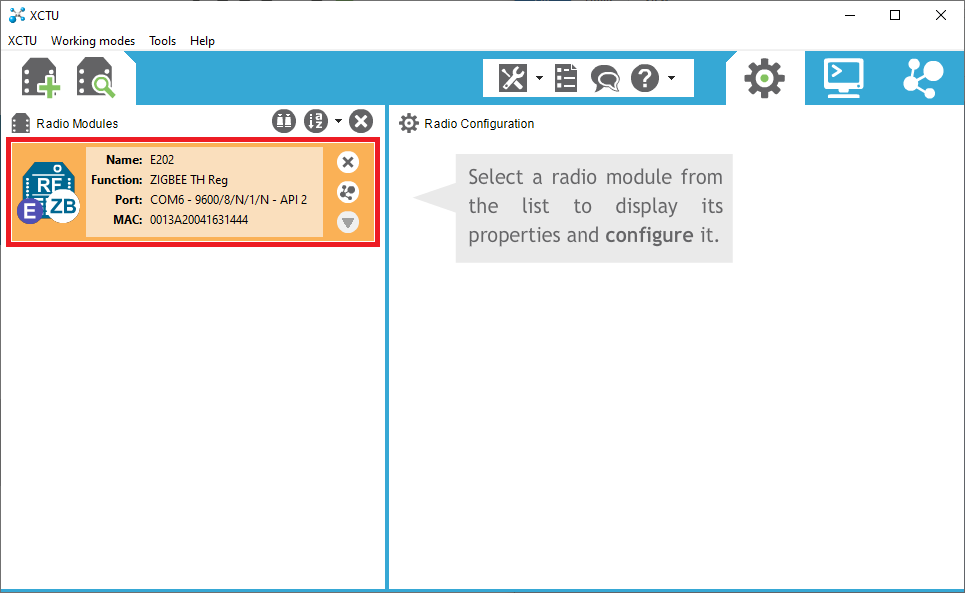 XCTU
XCTU Working modes Tools Help
Radio Modules
Name: E202
Function: ZIGBEE TH Reg
Port: COM6 - 9600/8/N/1/N - API 2
MAC: 0013A20041631444
RF
E ZB
Radio Configuration
Select a radio module from
the list to display its
properties and configure it.